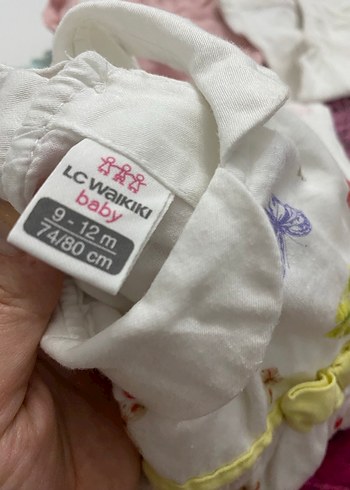 LC WAIKIKI
baby
9 - 12 m
74/80 cm